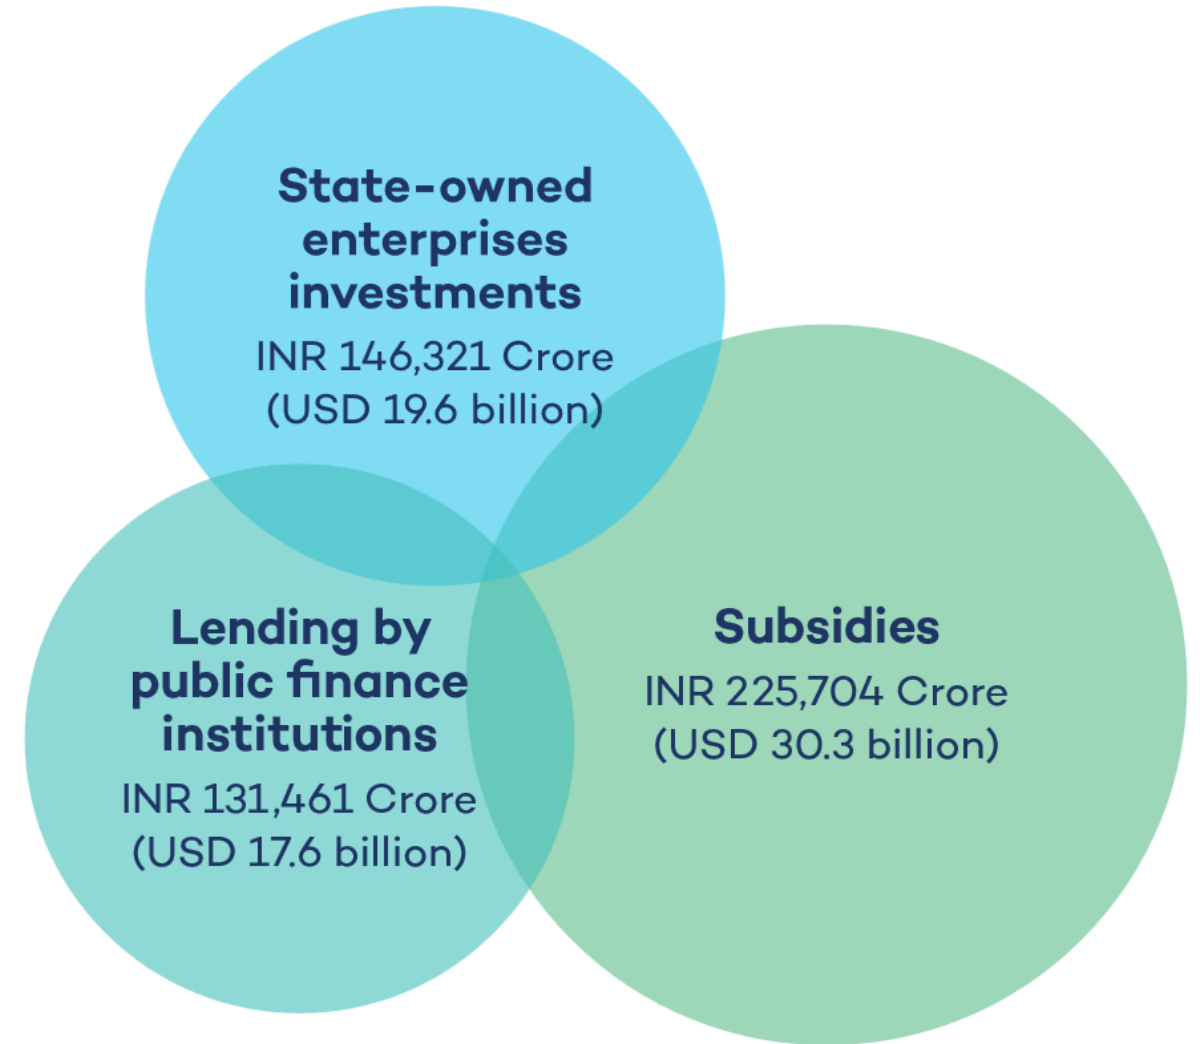 State-owned
enterprises
investments
INR 146,321 Crore
(USD 19.6 billion)
Lending by
public finance
institutions
INR 131,461 Crore
(USD 17.6 billion)
Subsidies
INR 225,704 Crore
(USD 30.3 billion)